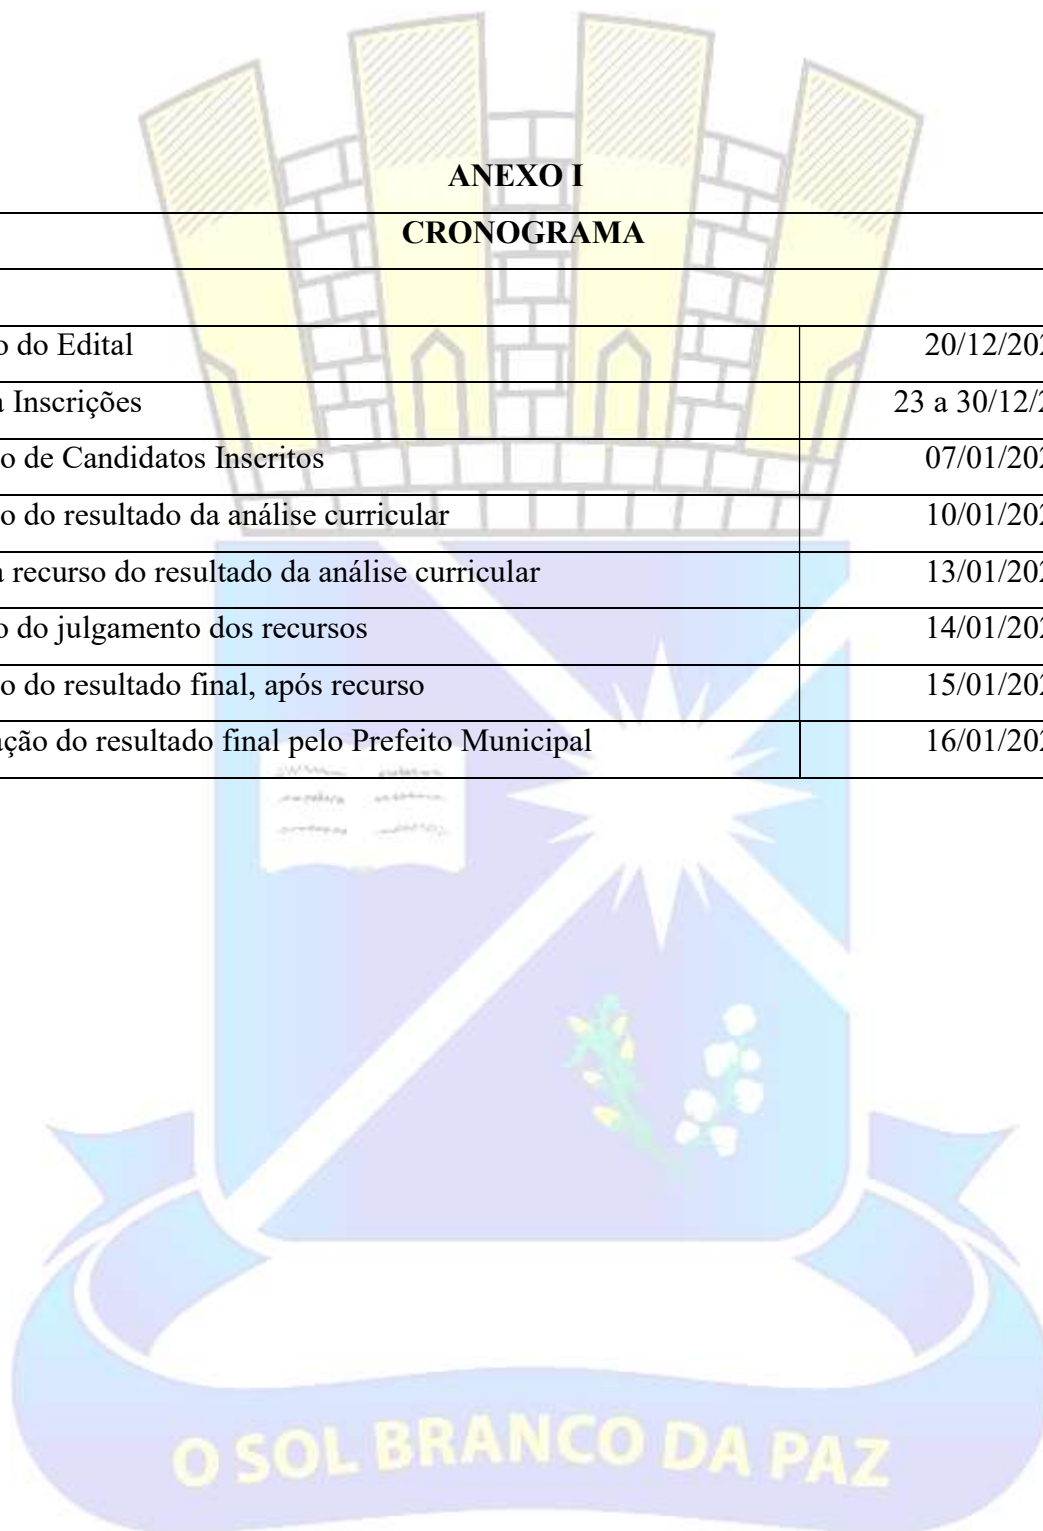 ANEXO I
CRONOGRAMA
o do Edital 20/12/202
a Inscrições 23 a 30/12/2
o de Candidatos Inscritos 07/01/202
o do resultado da análise curricular 10/01/202
a recurso do resultado da análise curricular 13/01/202
o do julgamento dos recursos 14/01/202
o do resultado final, após recurso 15/01/202
ação do resultado final pelo Prefeito Municipal 16/01/202
O SOL BRANCO DA PAZ